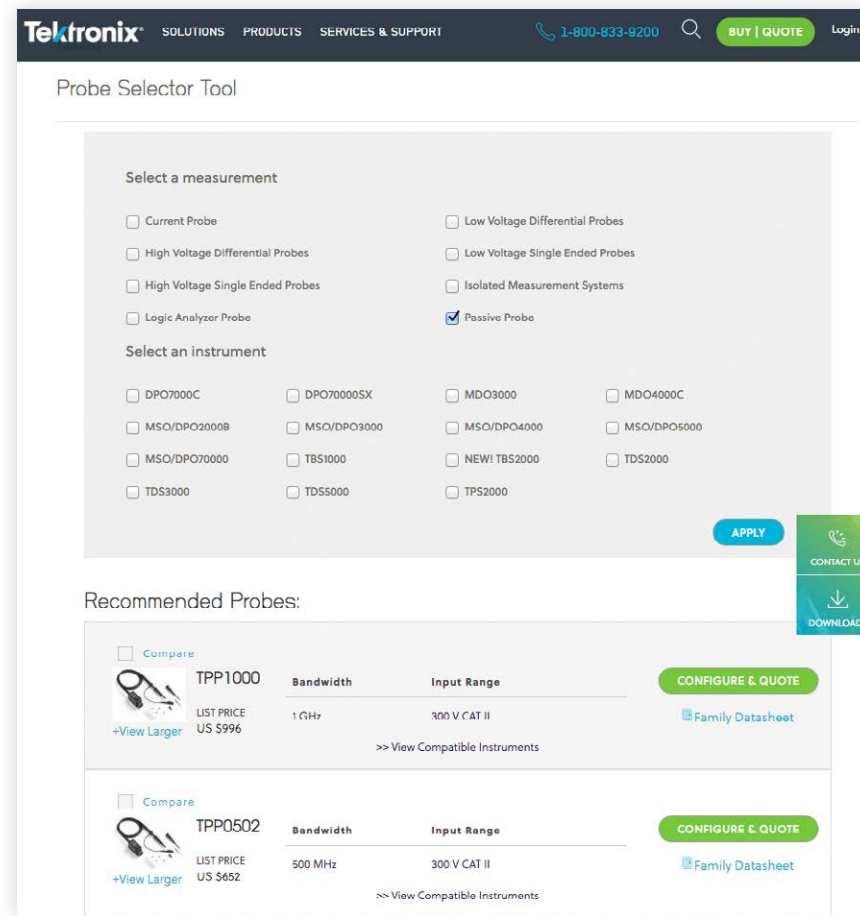 Tektronix® SOLUTIONS PRODUCTS SERVICES & SUPPORT 1-800-833-9200 BUY | QUOTE Login
Probe Selector Tool
Select a measurement
Current Probe Low Voltage Differential Probes
High Voltage Differential Probes Low Voltage Single Ended Probes
High Voltage Single Ended Probes Isolated Measurement Systems
Logic Analyzer Probe Passive Probe
Select an instrument
DPO7000C DPO70000SX MDO3000 MDO4000C
MSO/DPO2000B MSO/DPO3000 MSO/DPO4000 MSO/DPO5000
MSO/DPO70000 TBS1000 NEW! TBS2000 TDS2000
TDS3000 TDS5000 TPS2000
APPLY
CONTACT U
DOWNLOAD
Recommended Probes:
Compare
TPP1000 Bandwidth Input Range CONFIGURE & QUOTE
LIST PRICE 1 GHz 300 V CAT II Family Datasheet
+View Larger US $996
>> View Compatible Instruments
Compare
TPP0502 Bandwidth Input Range CONFIGURE & QUOTE
LIST PRICE 500 MHz 300 V CAT II Family Datasheet
+View Larger US $652
>> View Compatible Instruments